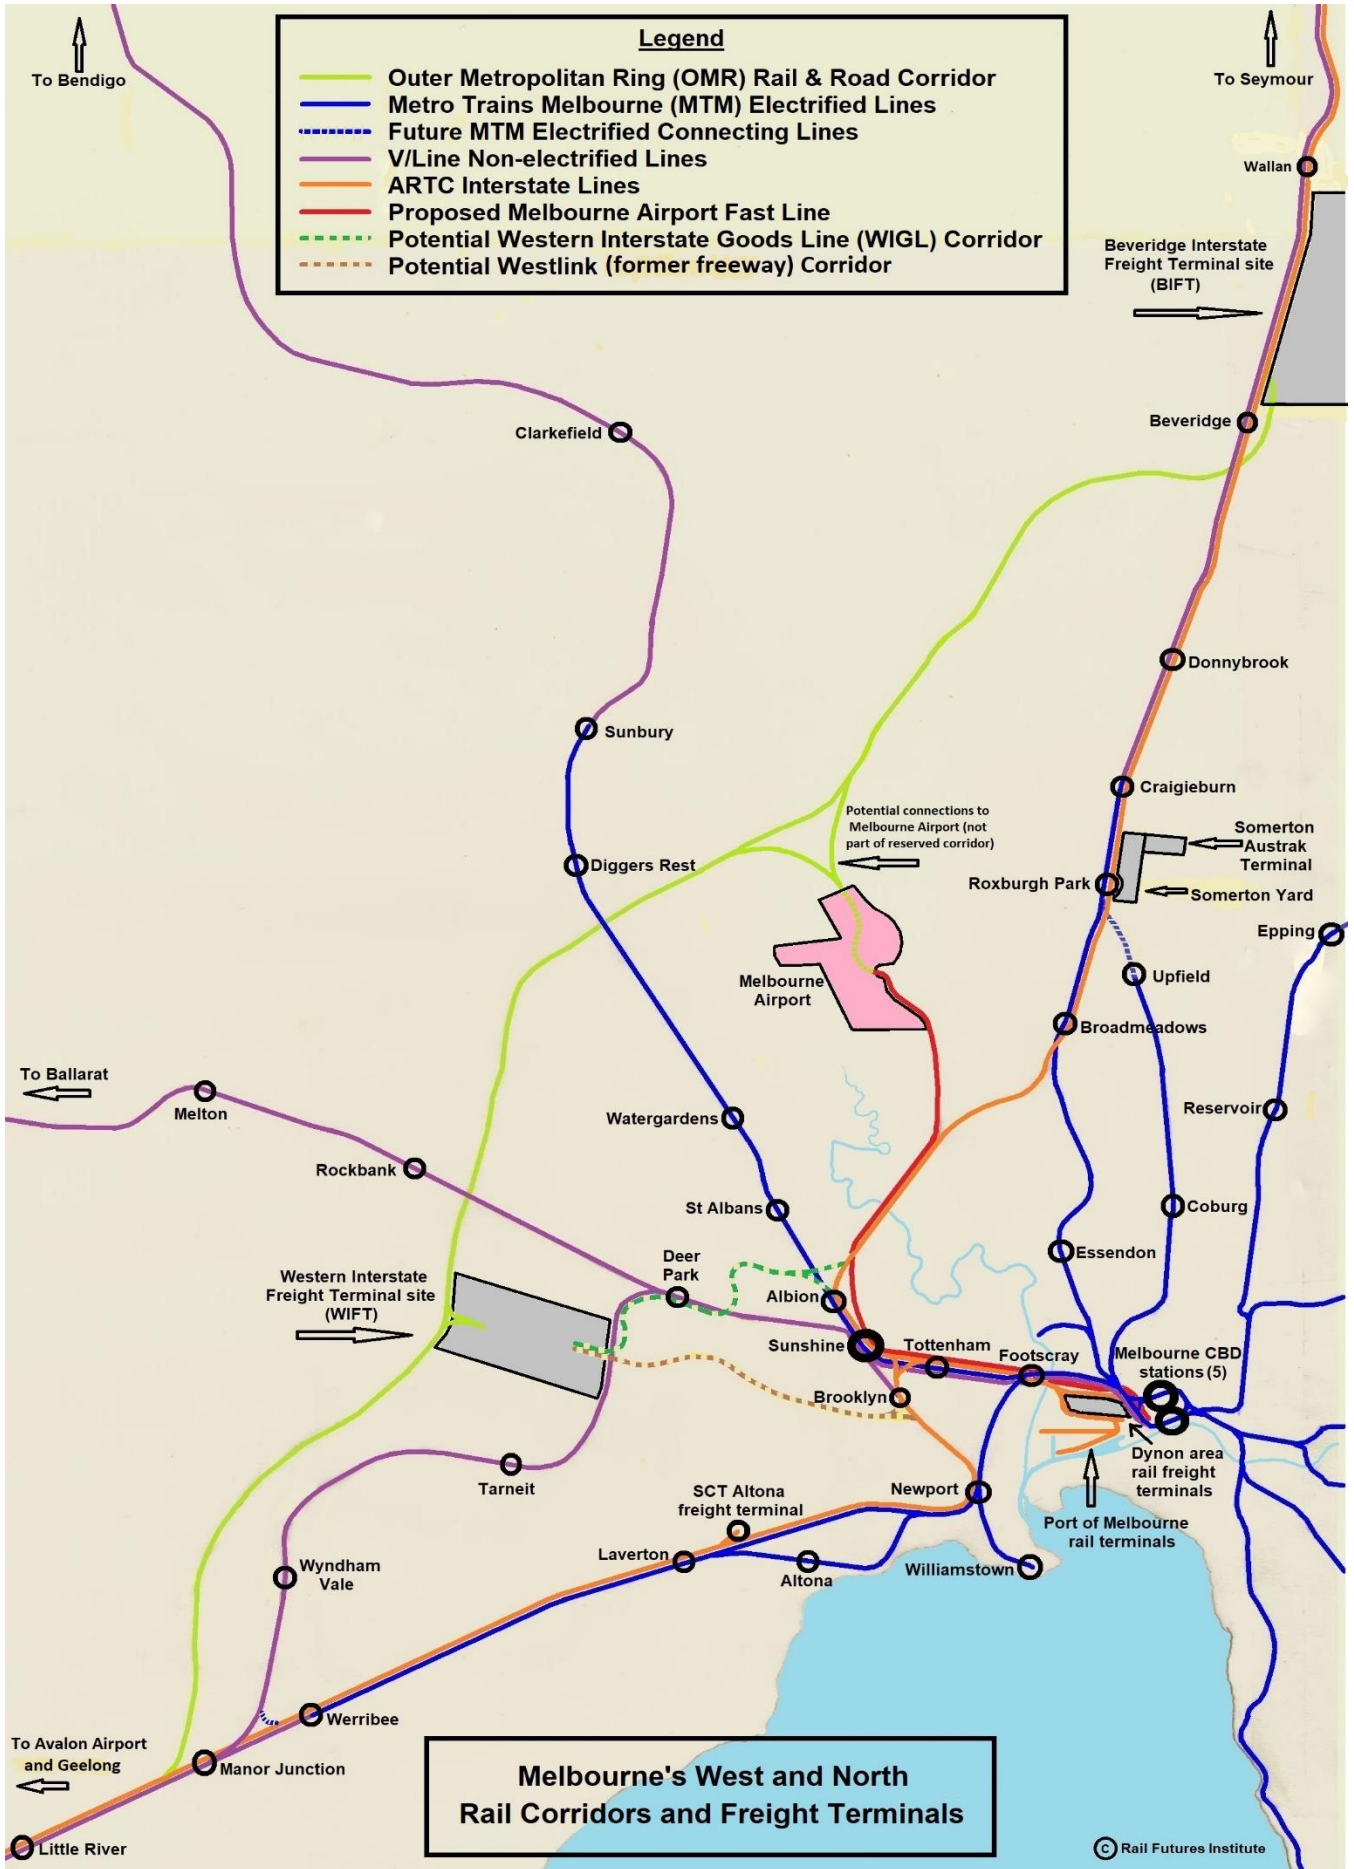 Legend
Outer Metropolitan Ring (OMR) Rail & Road Corridor
Metro Trains Melbourne (MTM) Electrified Lines
Future MTM Electrified Connecting Lines
V/Line Non-electrified Lines
ARTC Interstate Lines
Proposed Melbourne Airport Fast Line
Potential Western Interstate Goods Line (WIGL) Corridor
Potential Westlink (former freeway) Corridor
To Bendigo
To Seymour
Wallan
Beveridge Interstate
Freight Terminal site
(BIFT)
Beveridge
Clarkefield
Donnybrook
Sunbury
Craigieburn
Potential connections to
Melbourne Airport (not
part of reserved corridor)
Somerton
Austrak
Terminal
Diggers Rest
Roxburgh Park
Somerton Yard
Epping
Melbourne
Airport
Upfield
Broadmeadows
To Ballarat
Melton
Watergardens
Reservoir
Rockbank
St Albans
Coburg
Essendon
Deer
Park
Western Interstate
Freight Terminal site
(WIFT)
Albion
Sunshine
Tottenham
Footscray
Melbourne CBD
stations (5)
Brooklyn
Dynon area
rail freight
terminals
Tarneit
SCT Altona
freight terminal
Newport
Port of Melbourne
rail terminals
Laverton
Altona
Williamstown
Wyndham
Vale
Werribee
To Avalon Airport
and Geelong
Manor Junction
Little River
Melbourne's West and North
Rail Corridors and Freight Terminals
© Rail Futures Institute